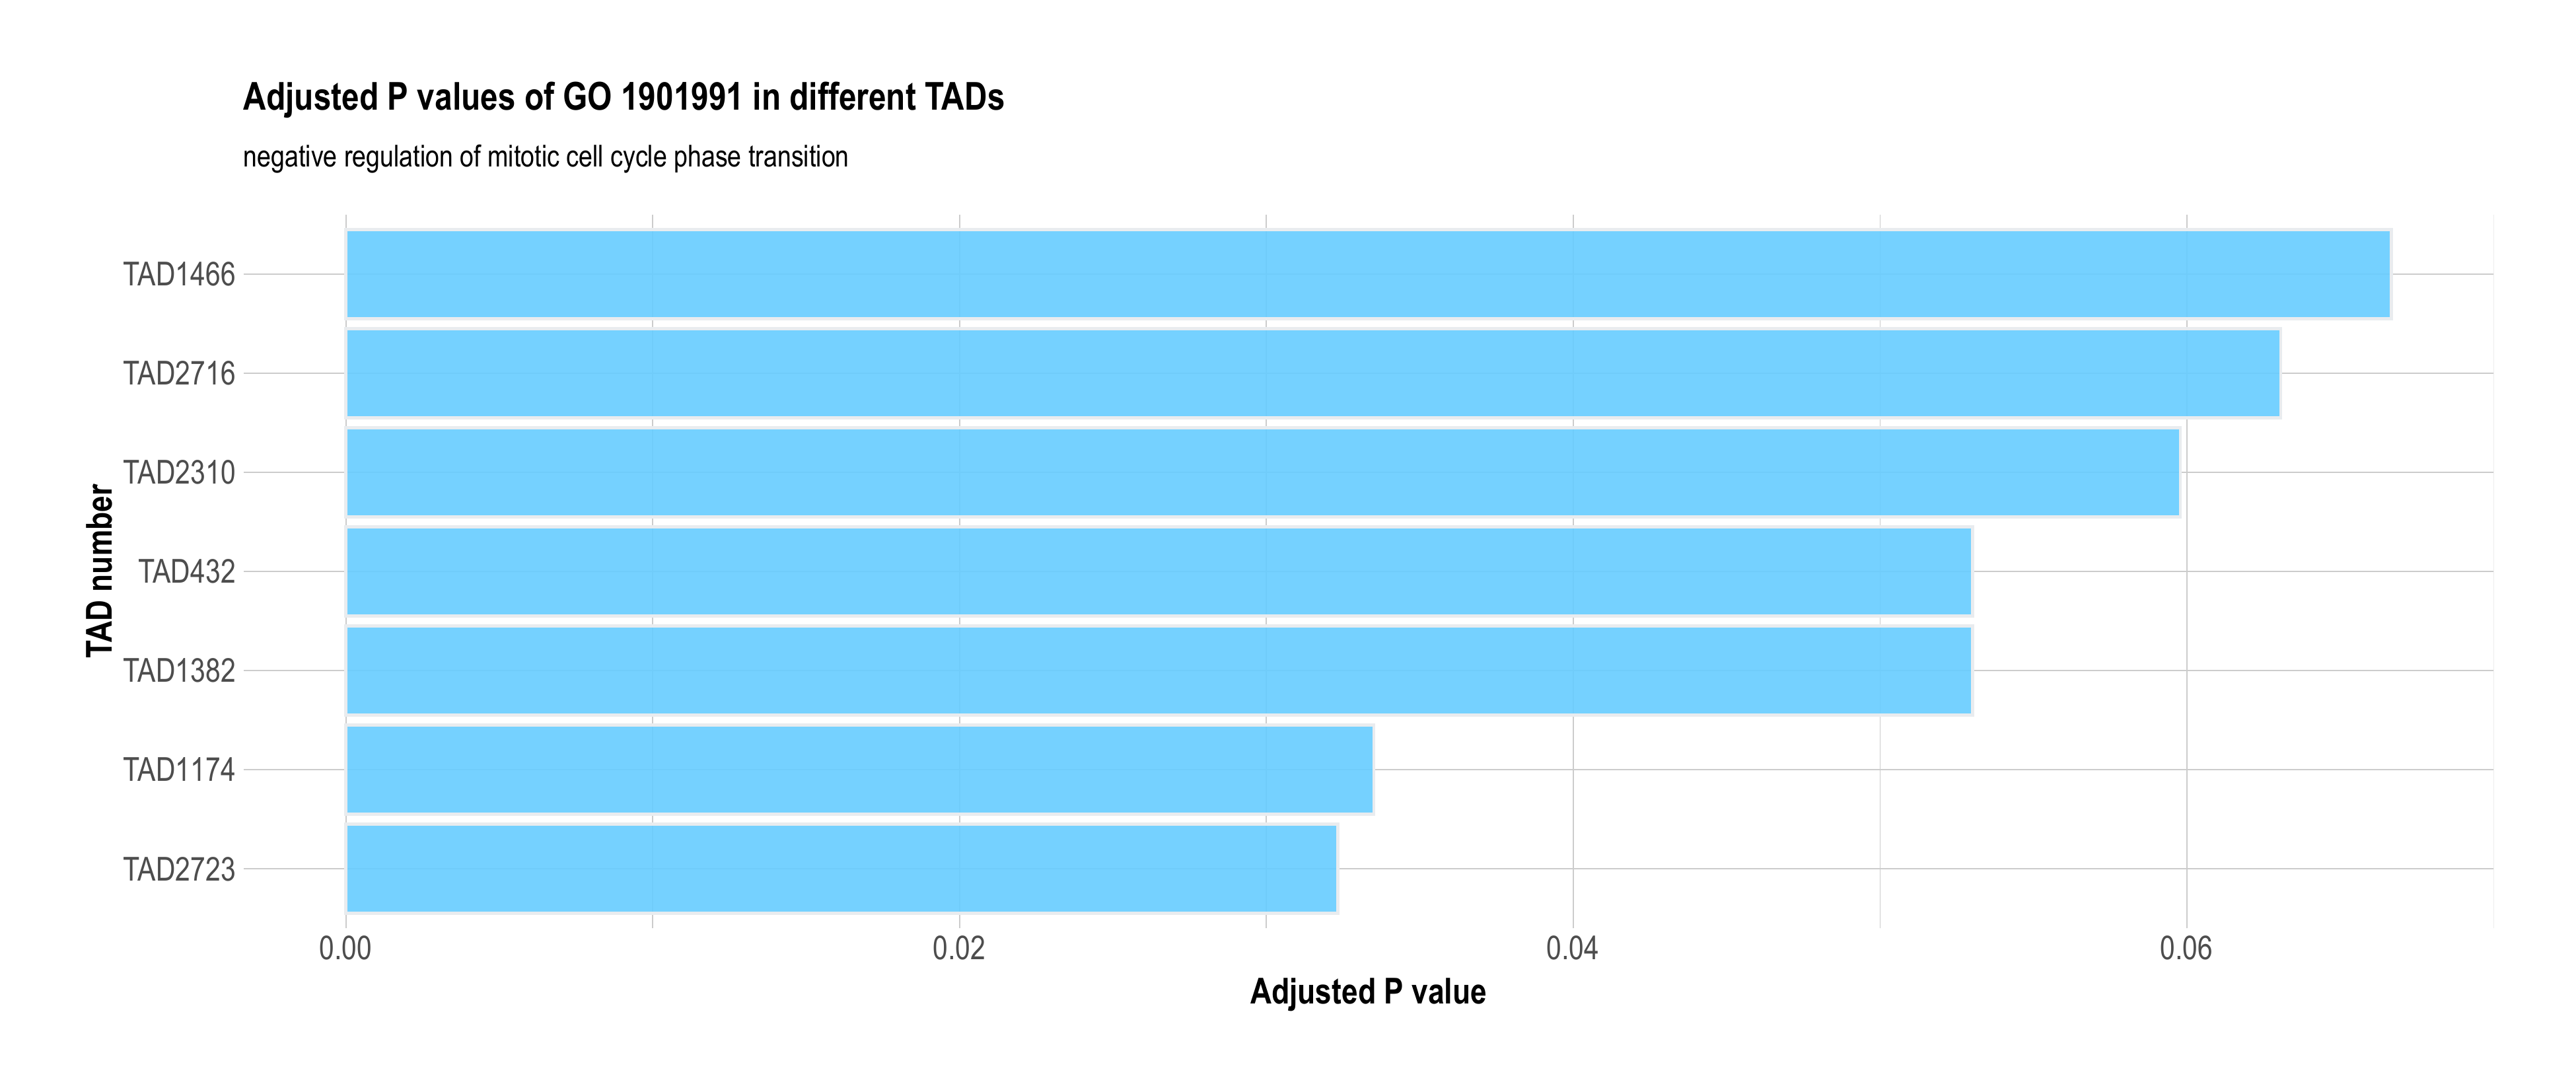 Adjusted P values of GO 1901991 in different TADs
negative regulation of mitotic cell cycle phase transition
TAD number
TAD1466
TAD2716
TAD2310
TAD432
TAD1382
TAD1174
TAD2723
0.00 0.02 0.04 0.06
Adjusted P value